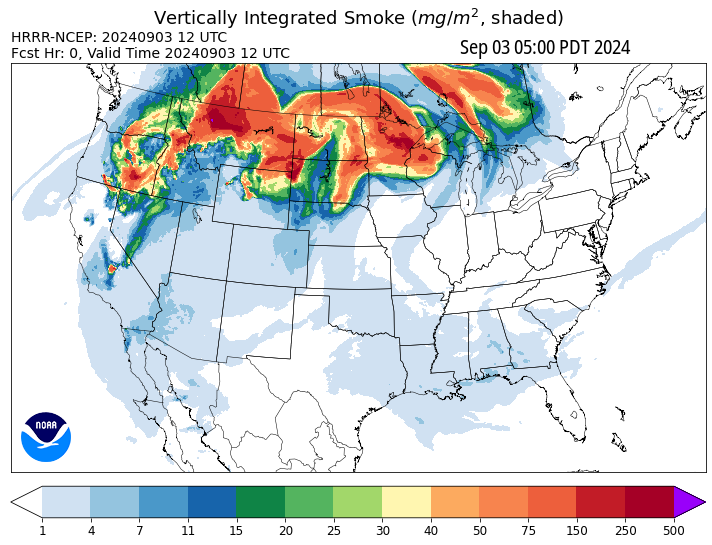 Vertically Integrated Smoke (mg/m², shaded)
HRRR-NCEP: 20240903 12 UTC
Fcst Hr: 0, Valid Time 20240903 12 UTC
Sep 03 05:00 PDT 2024
NOAA
1 4 7 11 15 20 25 30 40 50 75 150 250 500